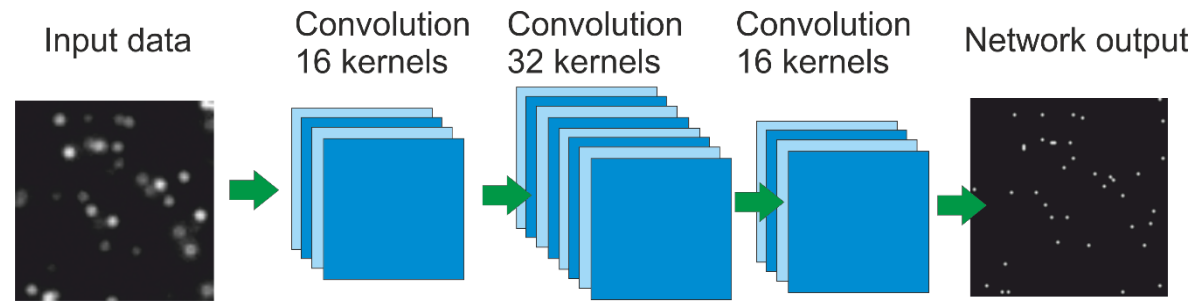 Input data
Convolution
16 kernels
Convolution
32 kernels
Convolution
16 kernels
Network output